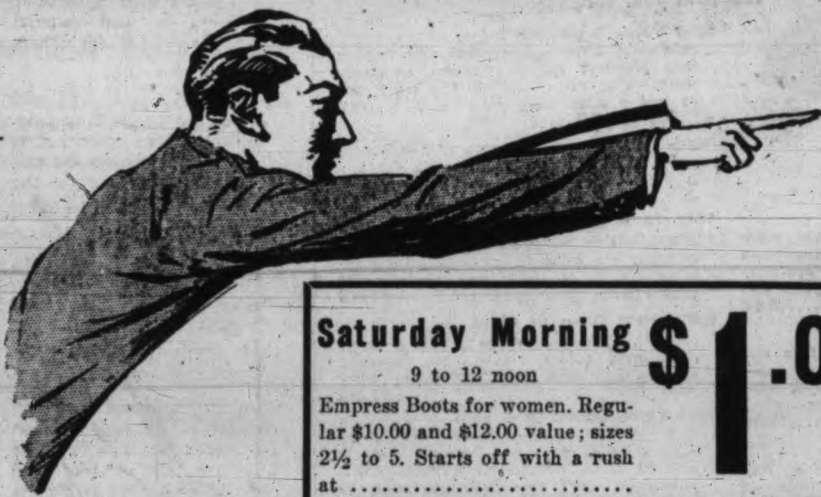 Saturday Morning
9 to 12 noon
Empress Boots for women. Regu-
lar $10.00 and $12.00 value; sizes
2½ to 5. Starts off with a rush
at ........................
$1.0